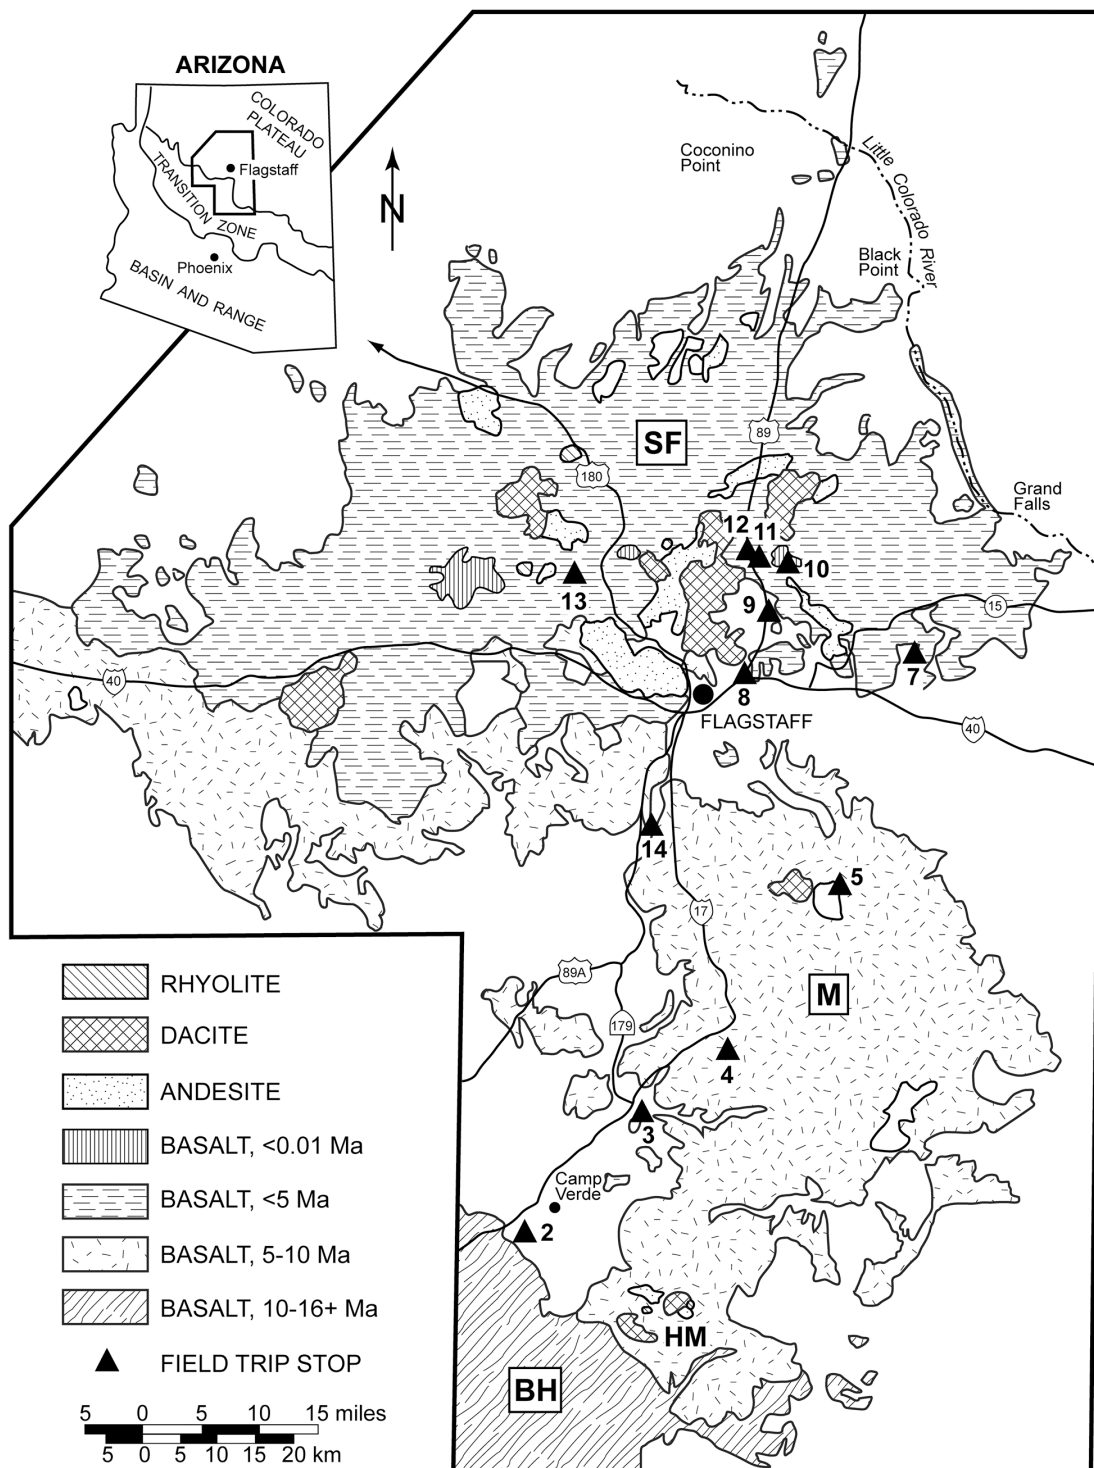 ARIZONA
COLORADO
PLATEAU
Flagstaff
TRANSITION ZONE
Phoenix
BASIN AND RANGE
N
Coconino
Point
Little Colorado River
Black
Point
SF
89
180
Grand
Falls
12
11
10
13
9
15
7
40
8
FLAGSTAFF
40
14
5
17
M
89A
179
4
3
Camp
Verde
2
HM
BH
RHYOLITE
DACITE
ANDESITE
BASALT, <0.01 Ma
BASALT, <5 Ma
BASALT, 5-10 Ma
BASALT, 10-16+ Ma
FIELD TRIP STOP
5 0 5 10 15 miles
5 0 5 10 15 20 km